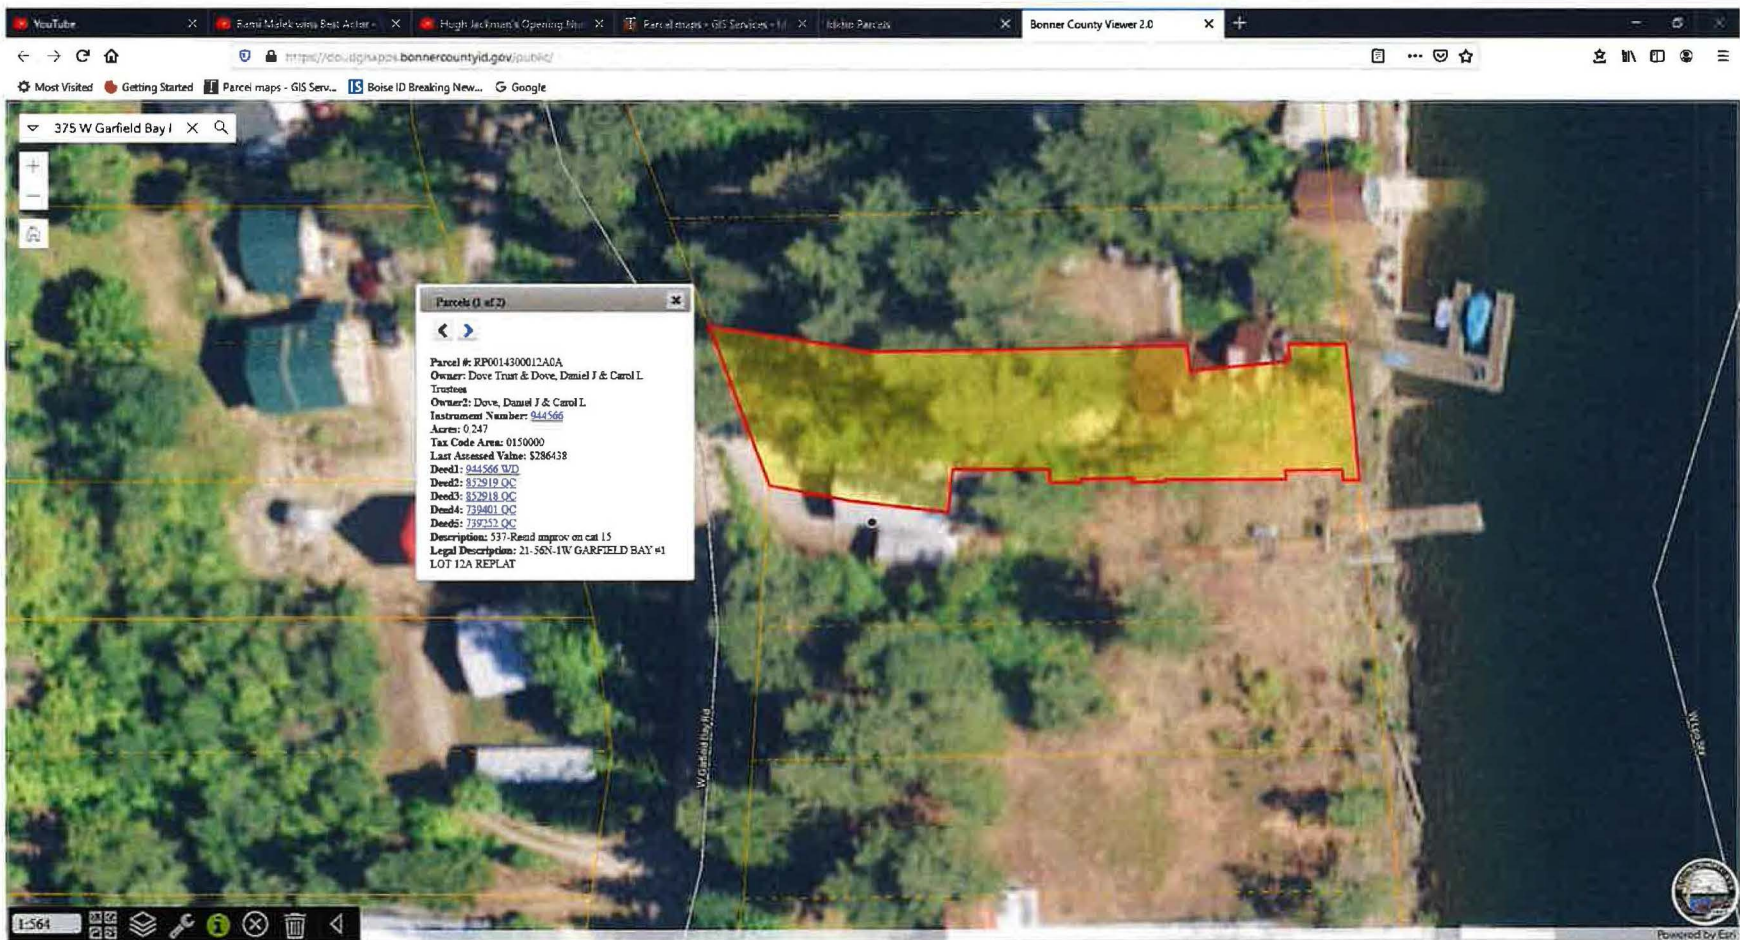 YouTube
Rami Malek wins Best Actor -
Hugh Jackman's Opening Nu
Parcel maps - GIS Services - Id
Idaho Parcels
Bonner County Viewer 2.0
bonnercountyid.gov/public/
Most Visited
Getting Started
Parcel maps - GIS Serv...
Boise ID Breaking New...
Google
375 W Garfield Bay
Parcels (1 of 2)
Parcel #: RP0014300012A0A
Owner: Dove Trust & Dove, Daniel J & Carol L
Trustees
Owner2: Dove, Daniel J & Carol L
Instrument Number: 944566
Acres: 0.247
Tax Code Area: 0150000
Last Assessed Value: $286438
Deed1: 944566 WD
Deed2: 852919 QC
Deed3: 852918 QC
Deed4: 739401 QC
Deed5: 739252 QC
Description: 537-Resid improv on cat 15
Legal Description: 21-56N-1W GARFIELD BAY #1
LOT 12A REPLAT
W Garfield Bay Rd
W Leo St
1:564
Powered by Esri